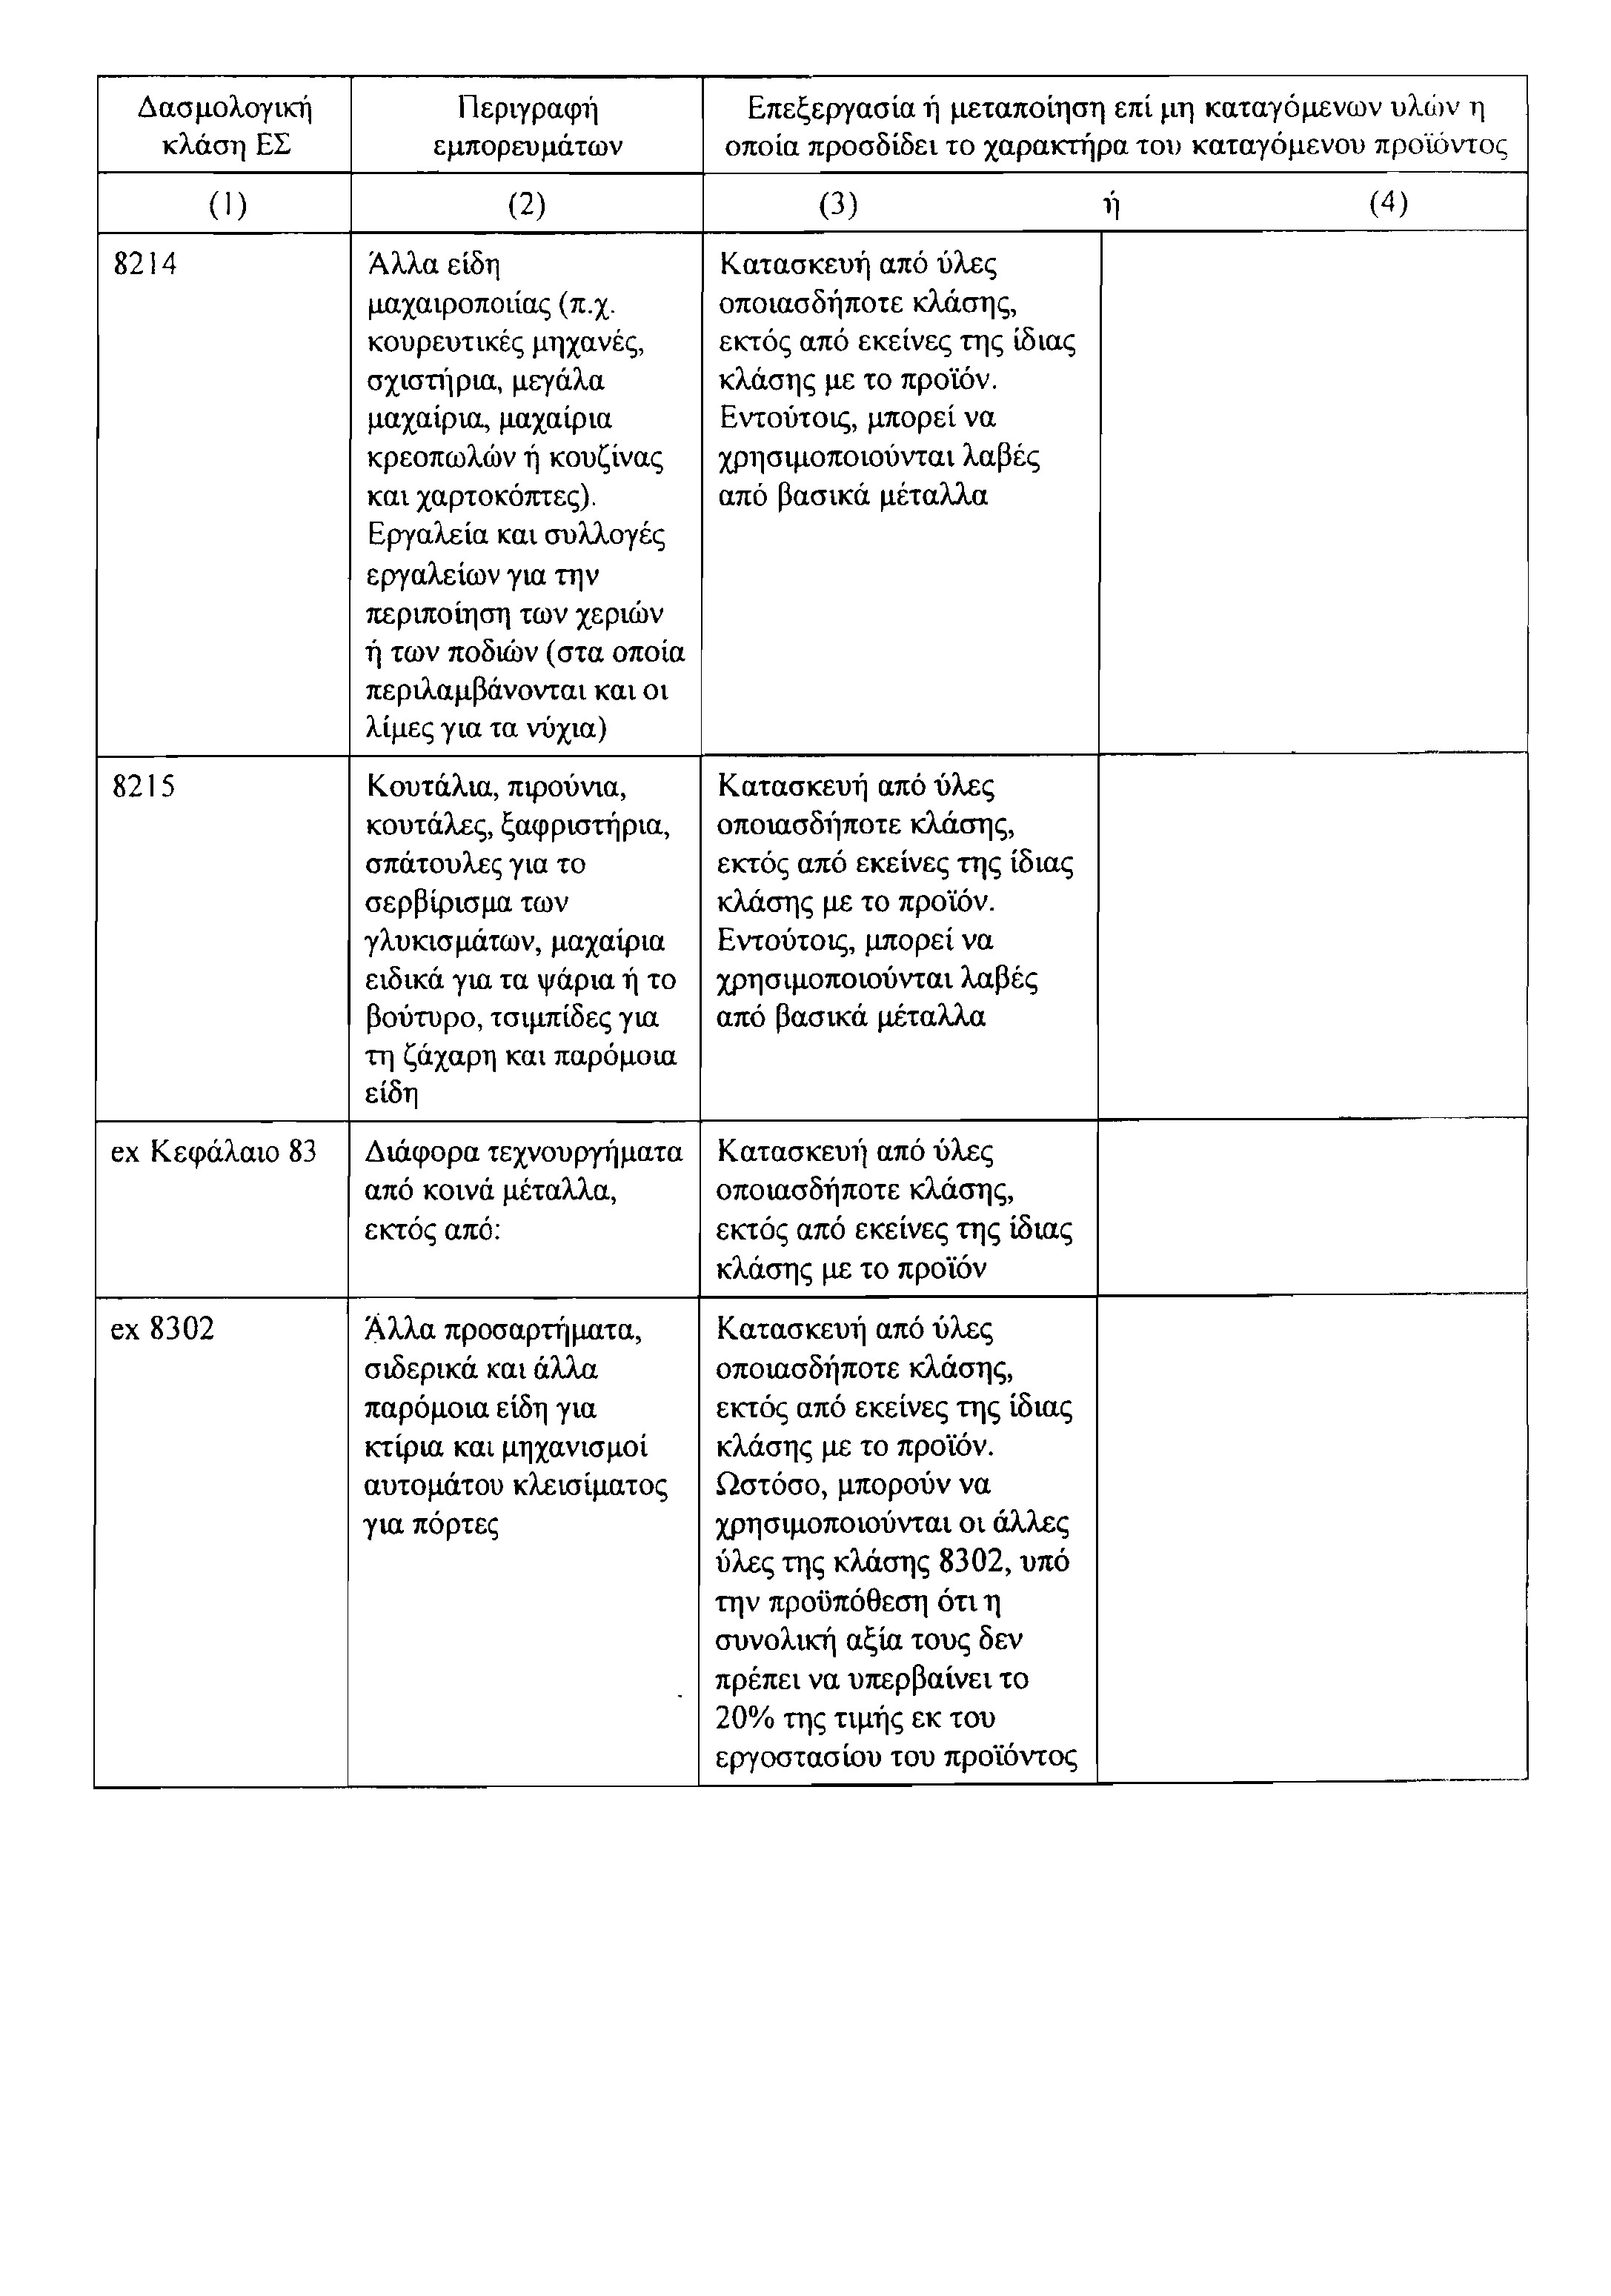 Δασμολογική
κλάση ΕΣ
Περιγραφή
εμπορευμάτων
Επεξεργασία ή μεταποίηση επί μη καταγόμενων υλών η
οποία προσδίδει το χαρακτήρα του καταγόμενου προϊόντος
(1)
(2)
(3) ή (4)
8214
Άλλα είδη
μαχαιροποιίας (π.χ.
κουρευτικές μηχανές,
σχιστήρια, μεγάλα
μαχαίρια, μαχαίρια
κρεοπωλών ή κουζίνας
και χαρτοκόπτες).
Εργαλεία και συλλογές
εργαλείων για την
περιποίηση των χεριών
ή των ποδιών (στα οποία
περιλαμβάνονται και οι
λίμες για τα νύχια)
Κατασκευή από ύλες
οποιασδήποτε κλάσης,
εκτός από εκείνες της ίδιας
κλάσης με το προϊόν.
Εντούτοις, μπορεί να
χρησιμοποιούνται λαβές
από βασικά μέταλλα
8215
Κουτάλια, πιρούνια,
κουτάλες, ξαφριστήρια,
σπάτουλες για το
σερβίρισμα των
γλυκισμάτων, μαχαίρια
ειδικά για τα ψάρια ή το
βούτυρο, τσιμπίδες για
τη ζάχαρη και παρόμοια
είδη
Κατασκευή από ύλες
οποιασδήποτε κλάσης,
εκτός από εκείνες της ίδιας
κλάσης με το προϊόν.
Εντούτοις, μπορεί να
χρησιμοποιούνται λαβές
από βασικά μέταλλα
ex Κεφάλαιο 83
Διάφορα τεχνουργήματα
από κοινά μέταλλα,
εκτός από:
Κατασκευή από ύλες
οποιασδήποτε κλάσης,
εκτός από εκείνες της ίδιας
κλάσης με το προϊόν
ex 8302
Άλλα προσαρτήματα,
σιδερικά και άλλα
παρόμοια είδη για
κτίρια και μηχανισμοί
αυτομάτου κλεισίματος
για πόρτες
Κατασκευή από ύλες
οποιασδήποτε κλάσης,
εκτός από εκείνες της ίδιας
κλάσης με το προϊόν.
Ωστόσο, μπορούν να
χρησιμοποιούνται οι άλλες
ύλες της κλάσης 8302, υπό
την προϋπόθεση ότι η
συνολική αξία τους δεν
πρέπει να υπερβαίνει το
20% της τιμής εκ του
εργοστασίου του προϊόντος